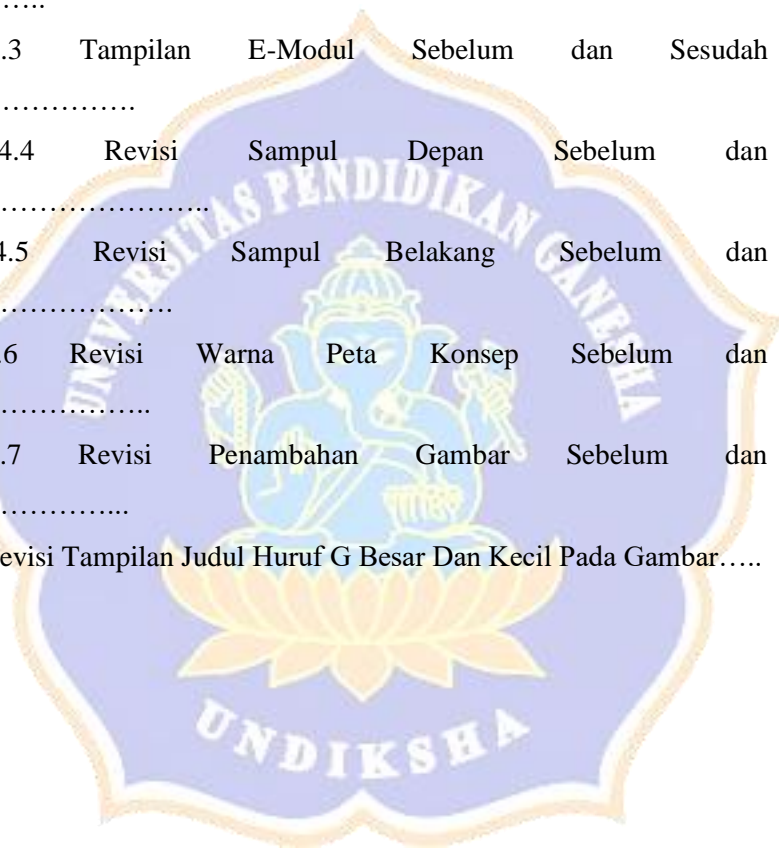 …..
.3 Tampilan E-Modul Sebelum dan Sesudah
…………….
4.4 Revisi Sampul Depan Sebelum dan
…………………..
4.5 Revisi Sampul Belakang Sebelum dan
……………….
.6 Revisi Warna Peta Konsep Sebelum dan
……………..
.7 Revisi Penambahan Gambar Sebelum dan
…………...
evisi Tampilan Judul Huruf G Besar Dan Kecil Pada Gambar…..
UNIVERSITAS PENDIDIKAN GANESHA
UNDIKSHA